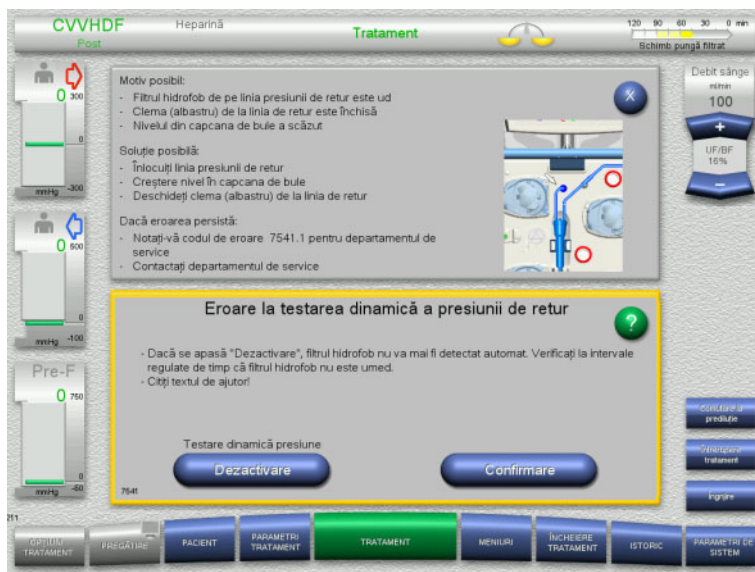 CVVHDF
Post
Heparină
Tratament
120 90 60 30 0 min
Schimb pungă filtrat
0
300
0
mmHg -300
0
500
0
mmHg -100
Pre-F
0 750
0
mmHg -50
Motiv posibil:
- Filtrul hidrofob de pe linia presiunii de retur este ud
- Clema (albastru) de la linia de retur este închisă
- Nivelul din capcana de bule a scăzut
Soluție posibilă:
- Înlocuiți linia presiunii de retur
- Creștere nivel în capcana de bule
- Deschideți clema (albastru) de la linia de retur
Dacă eroarea persistă:
- Notați-vă codul de eroare 7541.1 pentru departamentul de
service
- Contactați departamentul de service
X
Eroare la testarea dinamică a presiunii de retur
?
- Dacă se apasă "Dezactivare", filtrul hidrofob nu va mai fi detectat automat. Verificați la intervale
regulate de timp că filtrul hidrofob nu este umed.
- Citiți textul de ajutor!
Testare dinamică presiune
Dezactivare
Confirmare
7541
Debit sânge
ml/min
100
+
UF/BF
16%
-
prediluție
Întrerupere
tratament
Îngrijire
211
OPȚIUNI
TRATAMENT
PREGĂTIRE
PACIENT
PARAMETRI
TRATAMENT
TRATAMENT
MENIURI
ÎNCHEIERE
TRATAMENT
ISTORIC
PARAMETRI DE
SISTEM